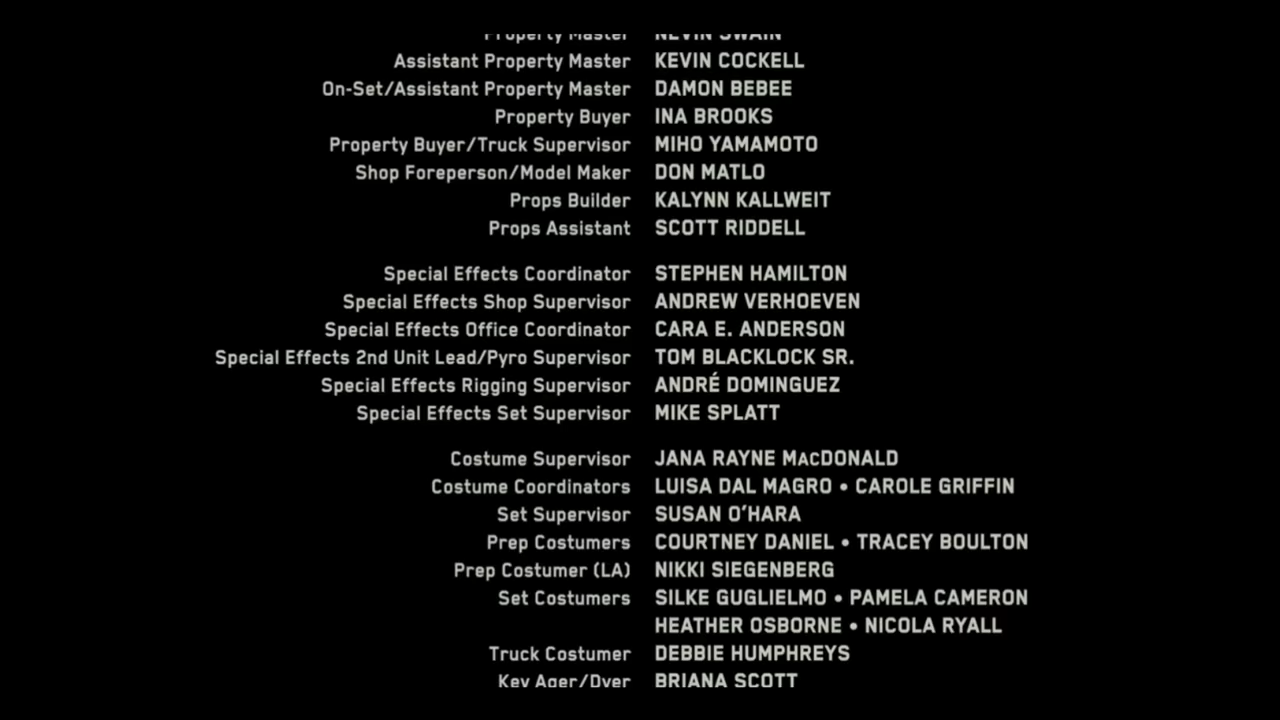 Property Master NEVIN SWAIN
Assistant Property Master KEVIN COCKELL
On-Set/Assistant Property Master DAMON BEBEE
Property Buyer INA BROOKS
Property Buyer/Truck Supervisor MIHO YAMAMOTO
Shop Foreperson/Model Maker DON MATLO
Props Builder KALYNN KALLWEIT
Props Assistant SCOTT RIDDELL
Special Effects Coordinator STEPHEN HAMILTON
Special Effects Shop Supervisor ANDREW VERHOEVEN
Special Effects Office Coordinator CARA E. ANDERSON
Special Effects 2nd Unit Lead/Pyro Supervisor TOM BLACKLOCK SR.
Special Effects Rigging Supervisor ANDRÉ DOMINGUEZ
Special Effects Set Supervisor MIKE SPLATT
Costume Supervisor JANA RAYNE MACDONALD
Costume Coordinators LUISA DAL MAGRO • CAROLE GRIFFIN
Set Supervisor SUSAN O'HARA
Prep Costumers COURTNEY DANIEL • TRACEY BOULTON
Prep Costumer (LA) NIKKI SIEGENBERG
Set Costumers SILKE GUGLIELMO • PAMELA CAMERON
HEATHER OSBORNE • NICOLA RYALL
Truck Costumer DEBBIE HUMPHREYS
Key Ager/Dyer BRIANA SCOTT